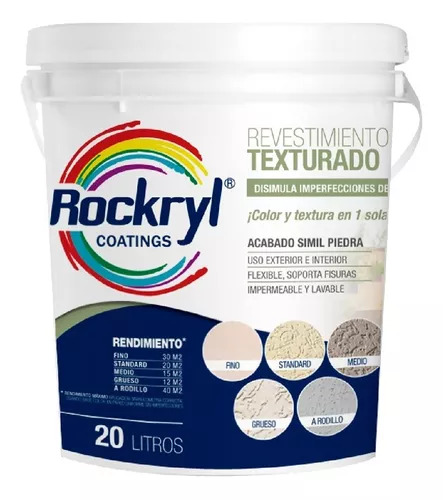 REVESTIMIENTO
TEXTURADO
DISIMULA IMPERFECCIONES DE
¡Color y textura en 1 sola
Rockryl®
COATINGS
ACABADO SIMIL PIEDRA
USO EXTERIOR E INTERIOR
FLEXIBLE, SOPORTA FISURAS
IMPERMEABLE Y LAVABLE
RENDIMIENTO*
FINO 30 M2
STANDARD 20 M2
MEDIO 15 M2
GRUESO 12 M2
A RODILLO 40 M2
* RENDIMIENTO MÁXIMO
FINO
STANDARD
MEDIO
GRUESO
A RODILLO
20 LITROS